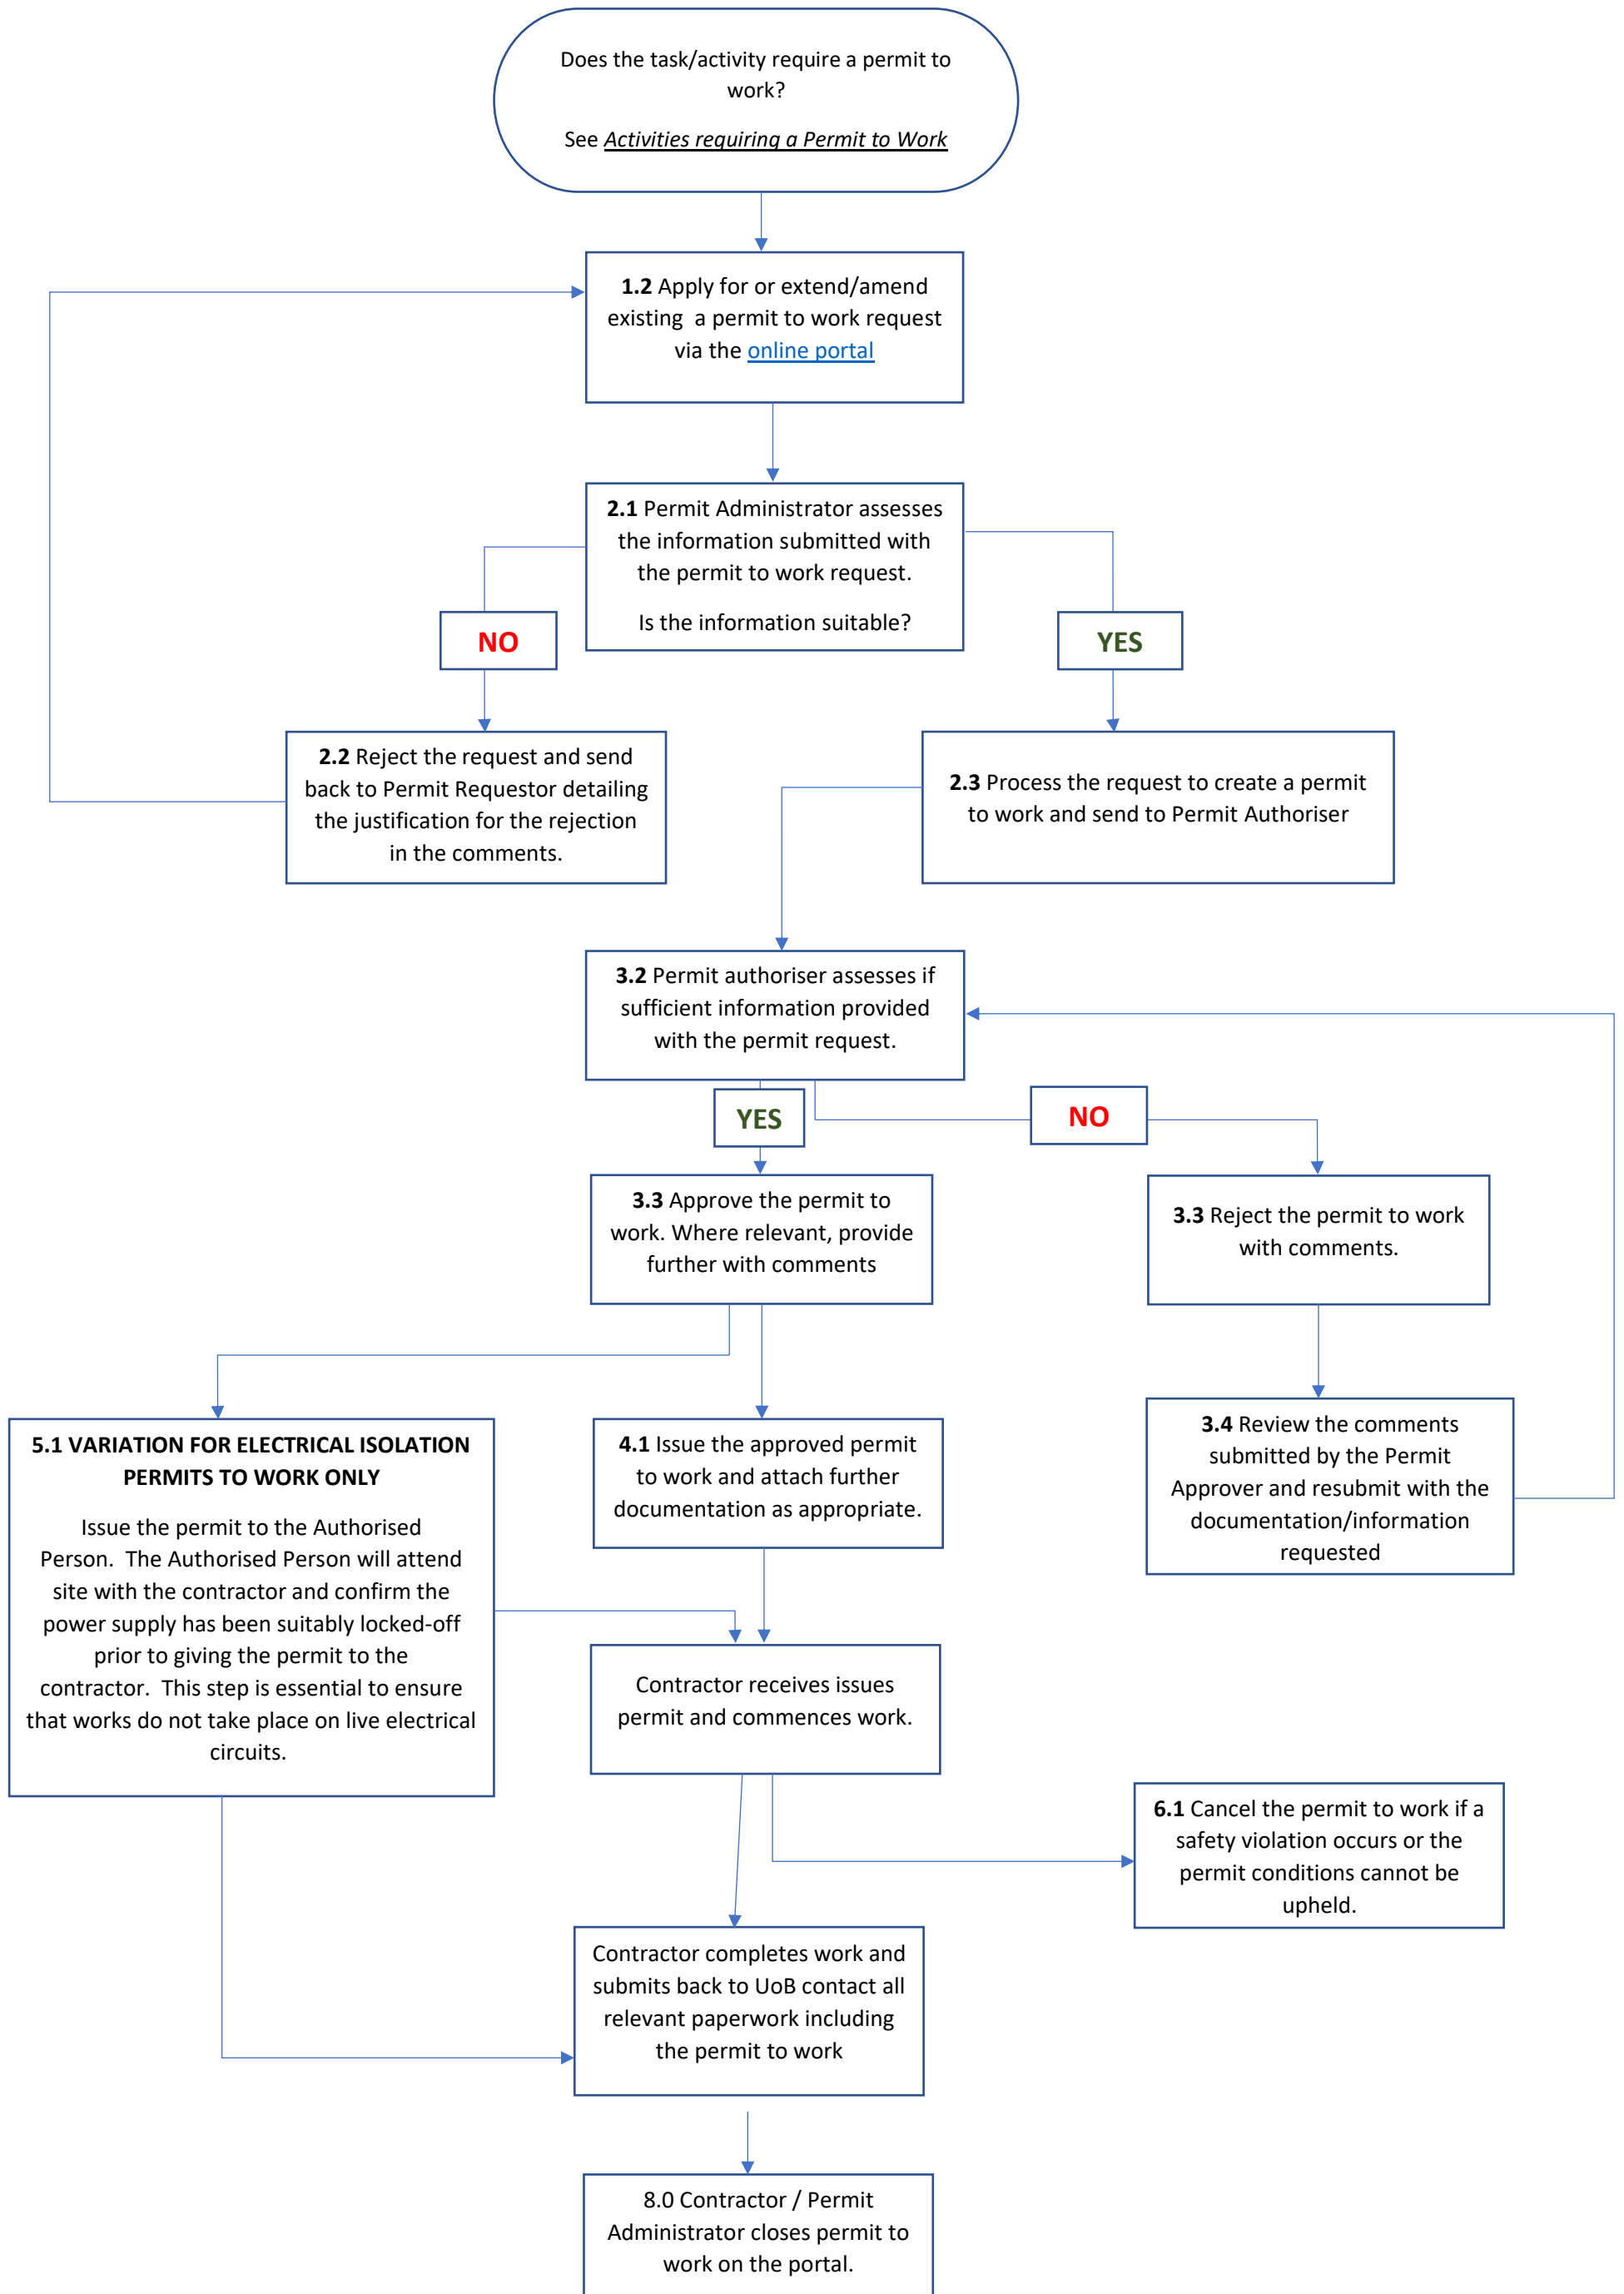 Does the task/activity require a permit to
work?
See Activities requiring a Permit to Work
1.2 Apply for or extend/amend
existing  a permit to work request
via the online portal
2.1 Permit Administrator assesses
the information submitted with
the permit to work request.
Is the information suitable?
NO
YES
2.2 Reject the request and send
back to Permit Requestor detailing
the justification for the rejection
in the comments.
2.3 Process the request to create a permit
to work and send to Permit Authoriser
3.2 Permit authoriser assesses if
sufficient information provided
with the permit request.
YES
NO
3.3 Approve the permit to
work. Where relevant, provide
further with comments
3.3 Reject the permit to work
with comments.
5.1 VARIATION FOR ELECTRICAL ISOLATION
PERMITS TO WORK ONLY
Issue the permit to the Authorised
Person.  The Authorised Person will attend
site with the contractor and confirm the
power supply has been suitably locked-off
prior to giving the permit to the
contractor.  This step is essential to ensure
that works do not take place on live electrical
circuits.
4.1 Issue the approved permit
to work and attach further
documentation as appropriate.
3.4 Review the comments
submitted by the Permit
Approver and resubmit with the
documentation/information
requested
Contractor receives issues
permit and commences work.
6.1 Cancel the permit to work if a
safety violation occurs or the
permit conditions cannot be
upheld.
Contractor completes work and
submits back to UoB contact all
relevant paperwork including
the permit to work
8.0 Contractor / Permit
Administrator closes permit to
work on the portal.